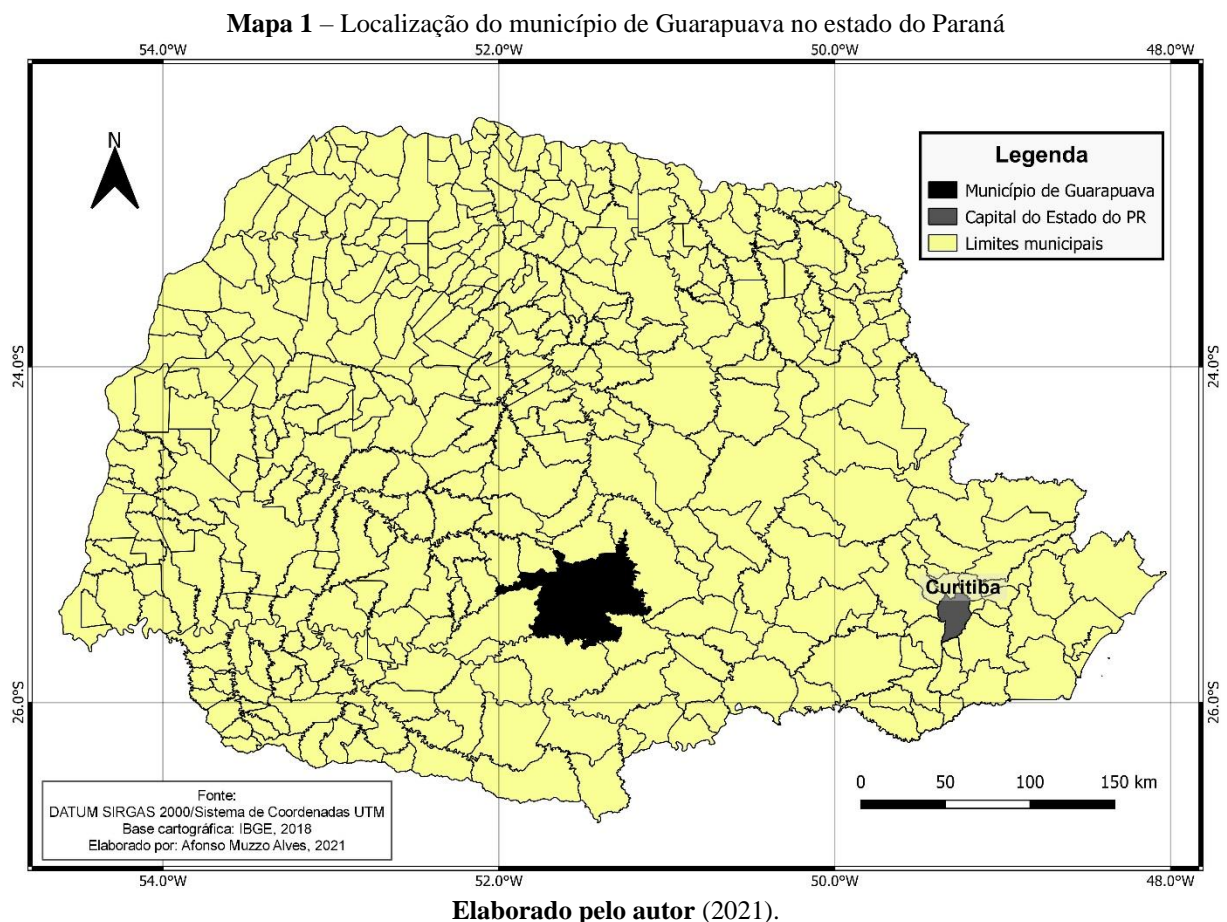 Mapa 1 – Localização do município de Guarapuava no estado do Paraná
54.0°W 52.0°W 50.0°W 48.0°W
N
Legenda
Município de Guarapuava
Capital do Estado do PR
Limites municipais
24.0°S 24.0°S
Curitiba
26.0°S 26.0°S
0 50 100 150 km
Fonte:
DATUM SIRGAS 2000/Sistema de Coordenadas UTM
Base cartográfica: IBGE, 2018
Elaborado por: Afonso Muzzo Alves, 2021
54.0°W 52.0°W 50.0°W 48.0°W
Elaborado pelo autor (2021).